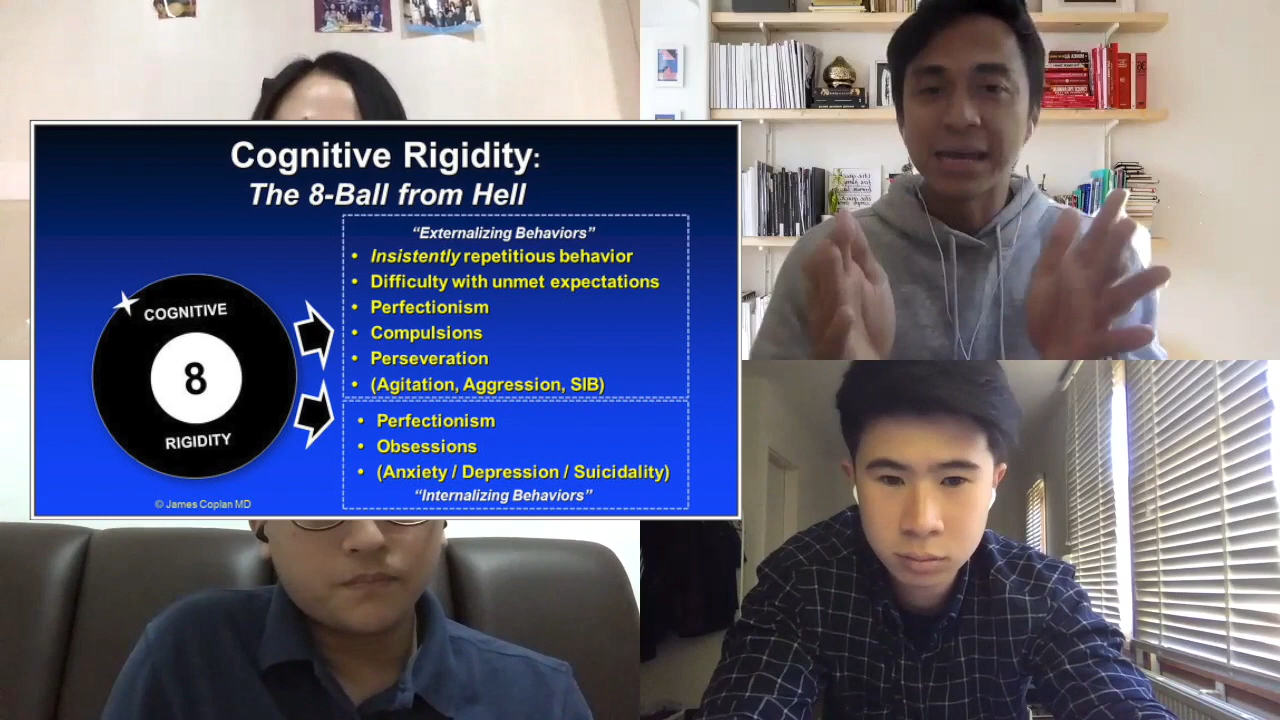 Cognitive Rigidity:
The 8-Ball from Hell
COGNITIVE
8
RIGIDITY
“Externalizing Behaviors”
• Insistently repetitious behavior
• Difficulty with unmet expectations
• Perfectionism
• Compulsions
• Perseveration
• (Agitation, Aggression, SIB)
• Perfectionism
• Obsessions
• (Anxiety / Depression / Suicidality)
“Internalizing Behaviors”
© James Coplan MD